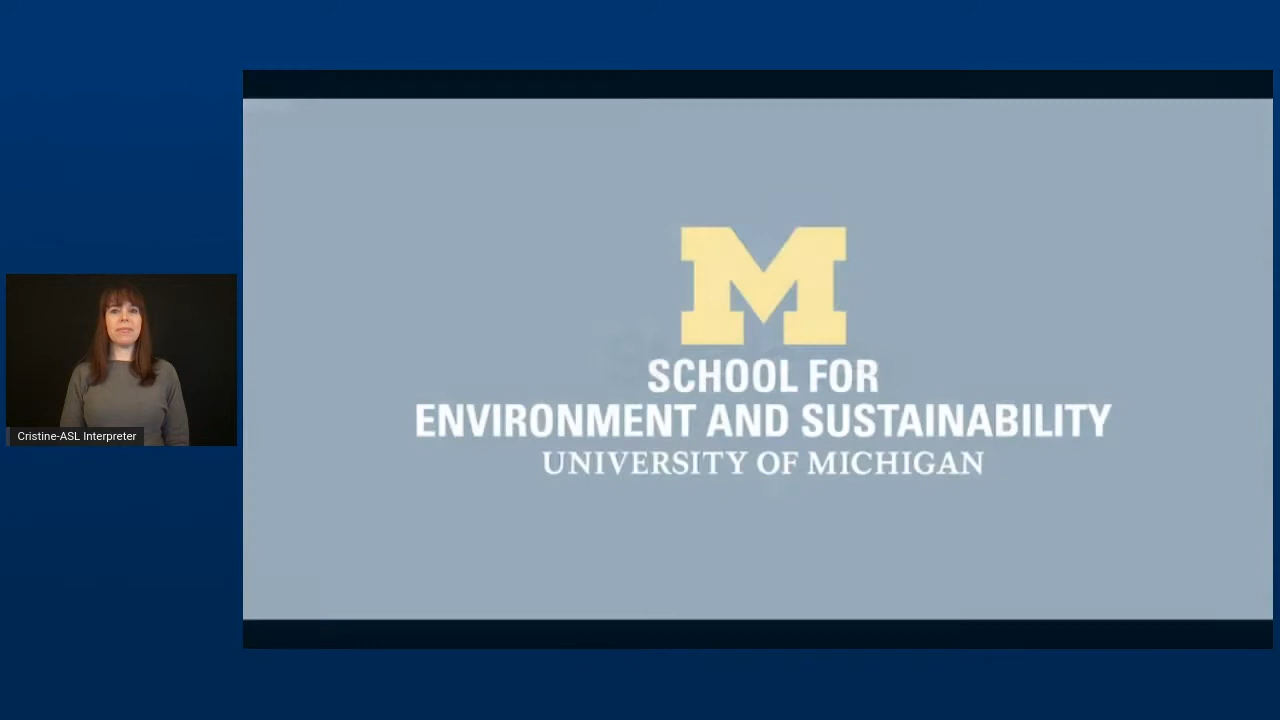 Cristine-ASL Interpreter
M
SCHOOL FOR
ENVIRONMENT AND SUSTAINABILITY
UNIVERSITY OF MICHIGAN